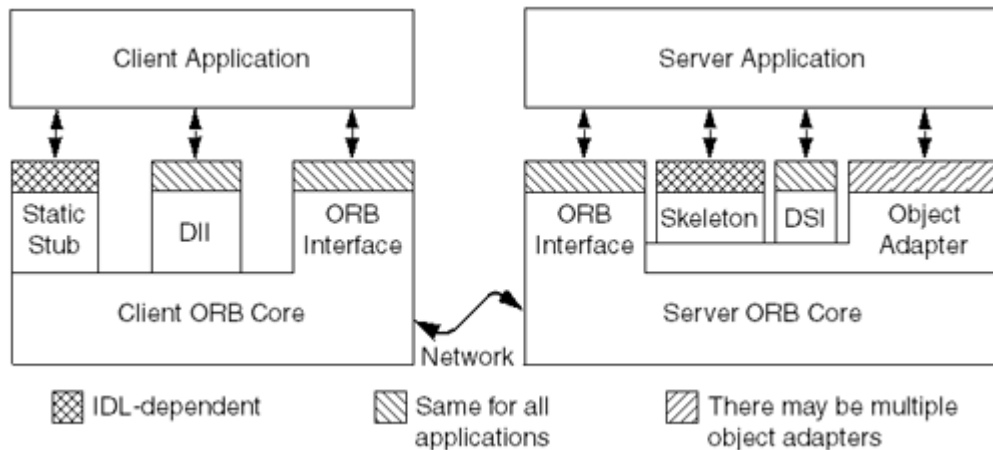 Client Application
Server Application
Static
Stub
DII
ORB
Interface
ORB
Interface
Skeleton
DSI
Object
Adapter
Client ORB Core
Network
Server ORB Core
IDL-dependent
Same for all
applications
There may be multiple
object adapters